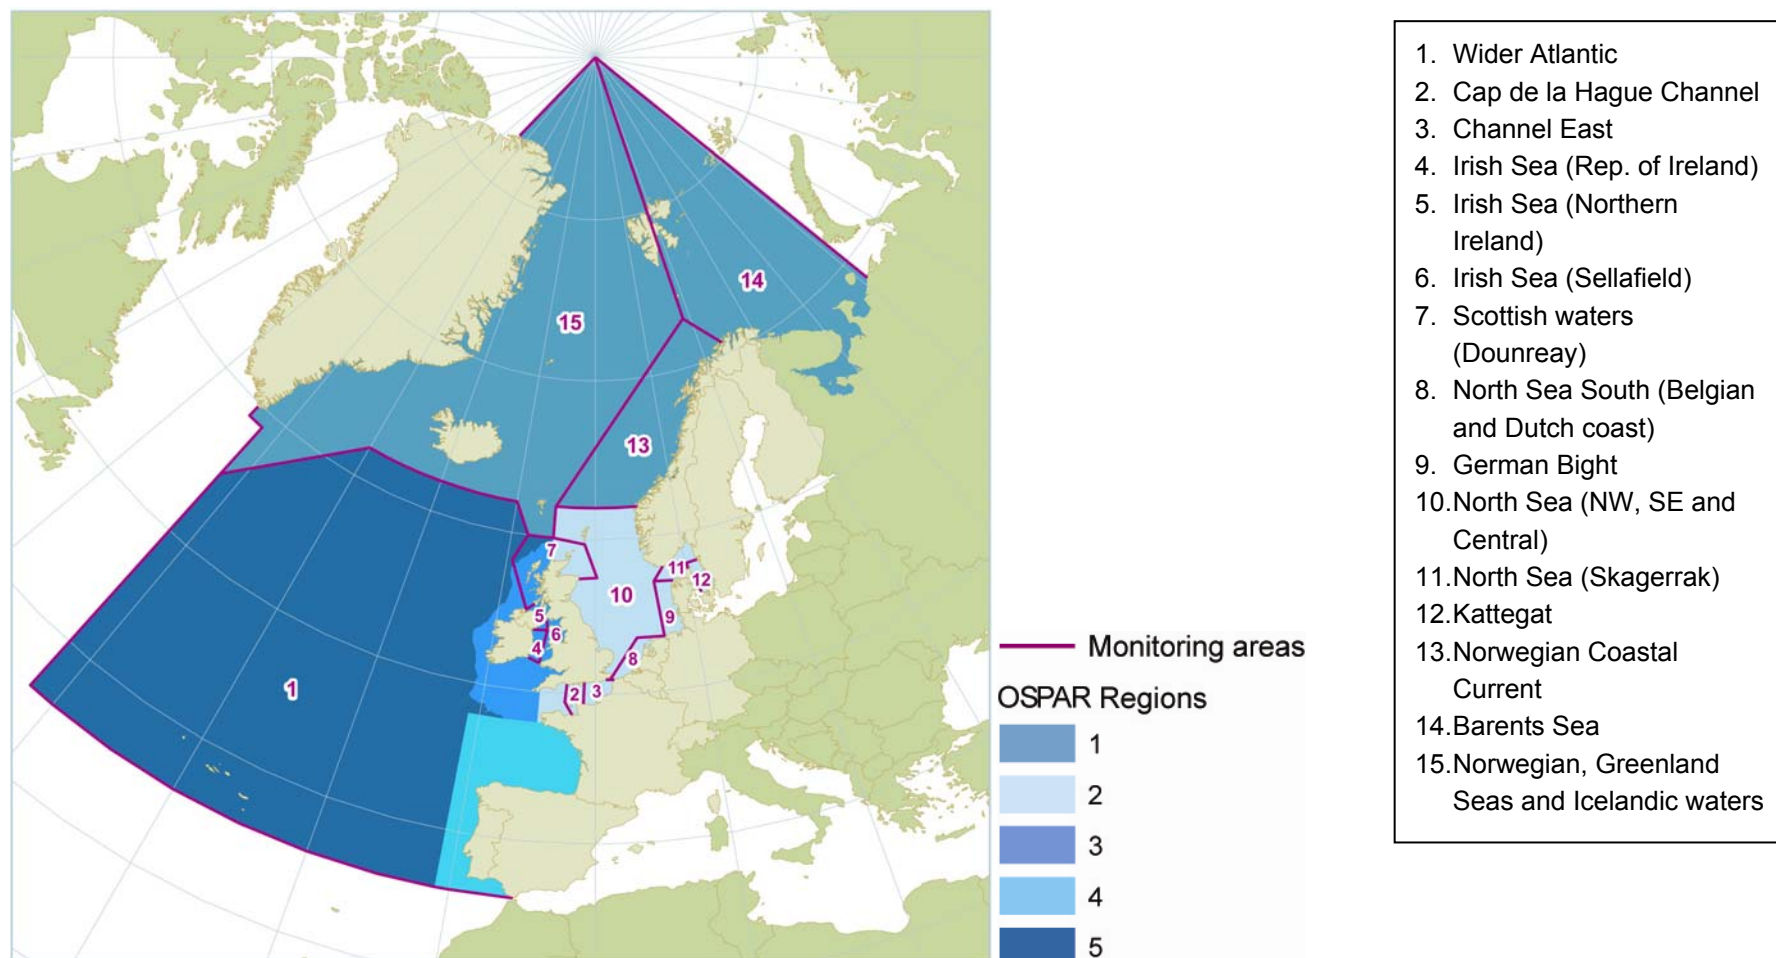 15
14
13
7
11
12
10
5
9
6
4
8
2
3
1
Monitoring areas
OSPAR Regions
1
2
3
4
5
1. Wider Atlantic
2. Cap de la Hague Channel
3. Channel East
4. Irish Sea (Rep. of Ireland)
5. Irish Sea (Northern
Ireland)
6. Irish Sea (Sellafield)
7. Scottish waters
(Dounreay)
8. North Sea South (Belgian
and Dutch coast)
9. German Bight
10.North Sea (NW, SE and
Central)
11.North Sea (Skagerrak)
12.Kattegat
13.Norwegian Coastal
Current
14.Barents Sea
15.Norwegian, Greenland
Seas and Icelandic waters